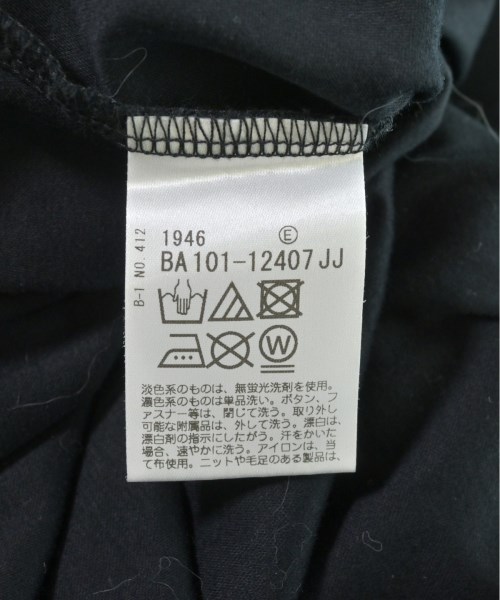 1946 Ⓔ
BA101-12407JJ
B-1 NO.412
W
淡色系のものは、無蛍光洗剤を使用。
濃色系のものは単品洗い。ボタン、フ
ァスナー等は、閉じて洗う。取り外し
可能な附属品は、外して洗う。漂白は、
漂白剤の指示にしたがう。汗をかいた
場合、速やかに洗う。アイロンは、当
て布使用。ニットや毛足のある製品は、